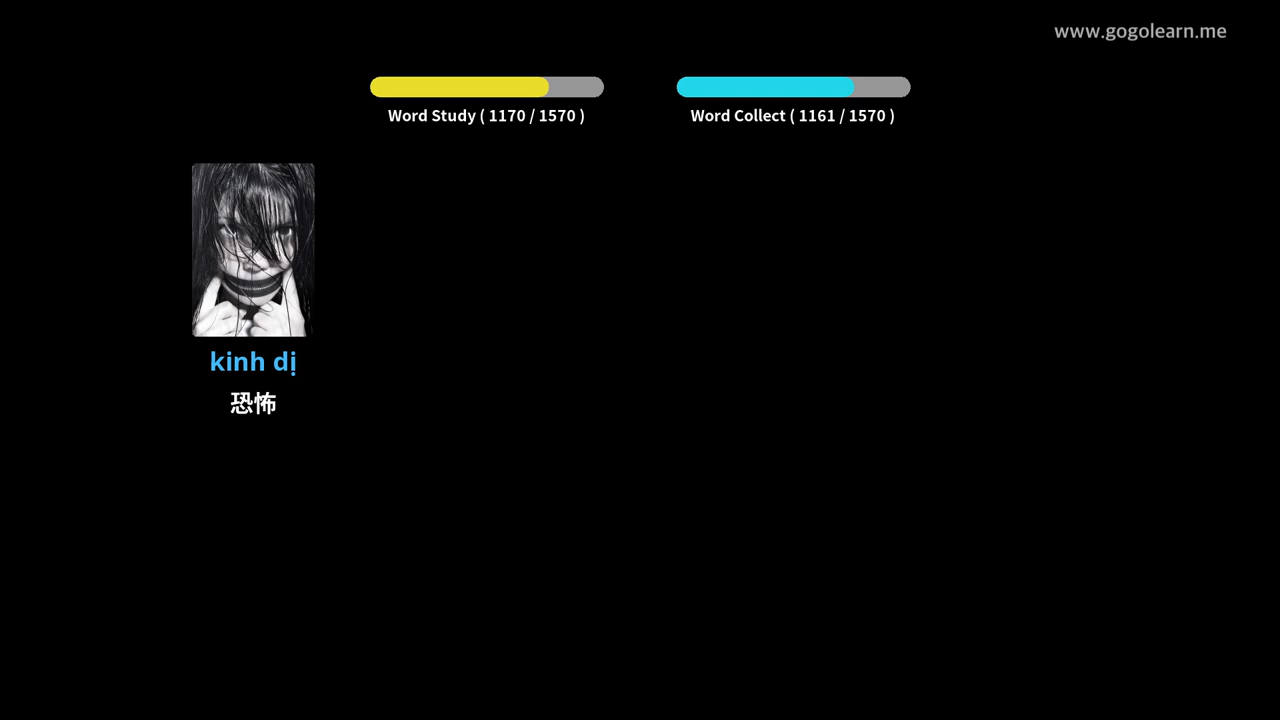 www.gogolearn.me
Word Study ( 1170 / 1570 )
Word Collect ( 1161 / 1570 )
kinh dị
恐怖